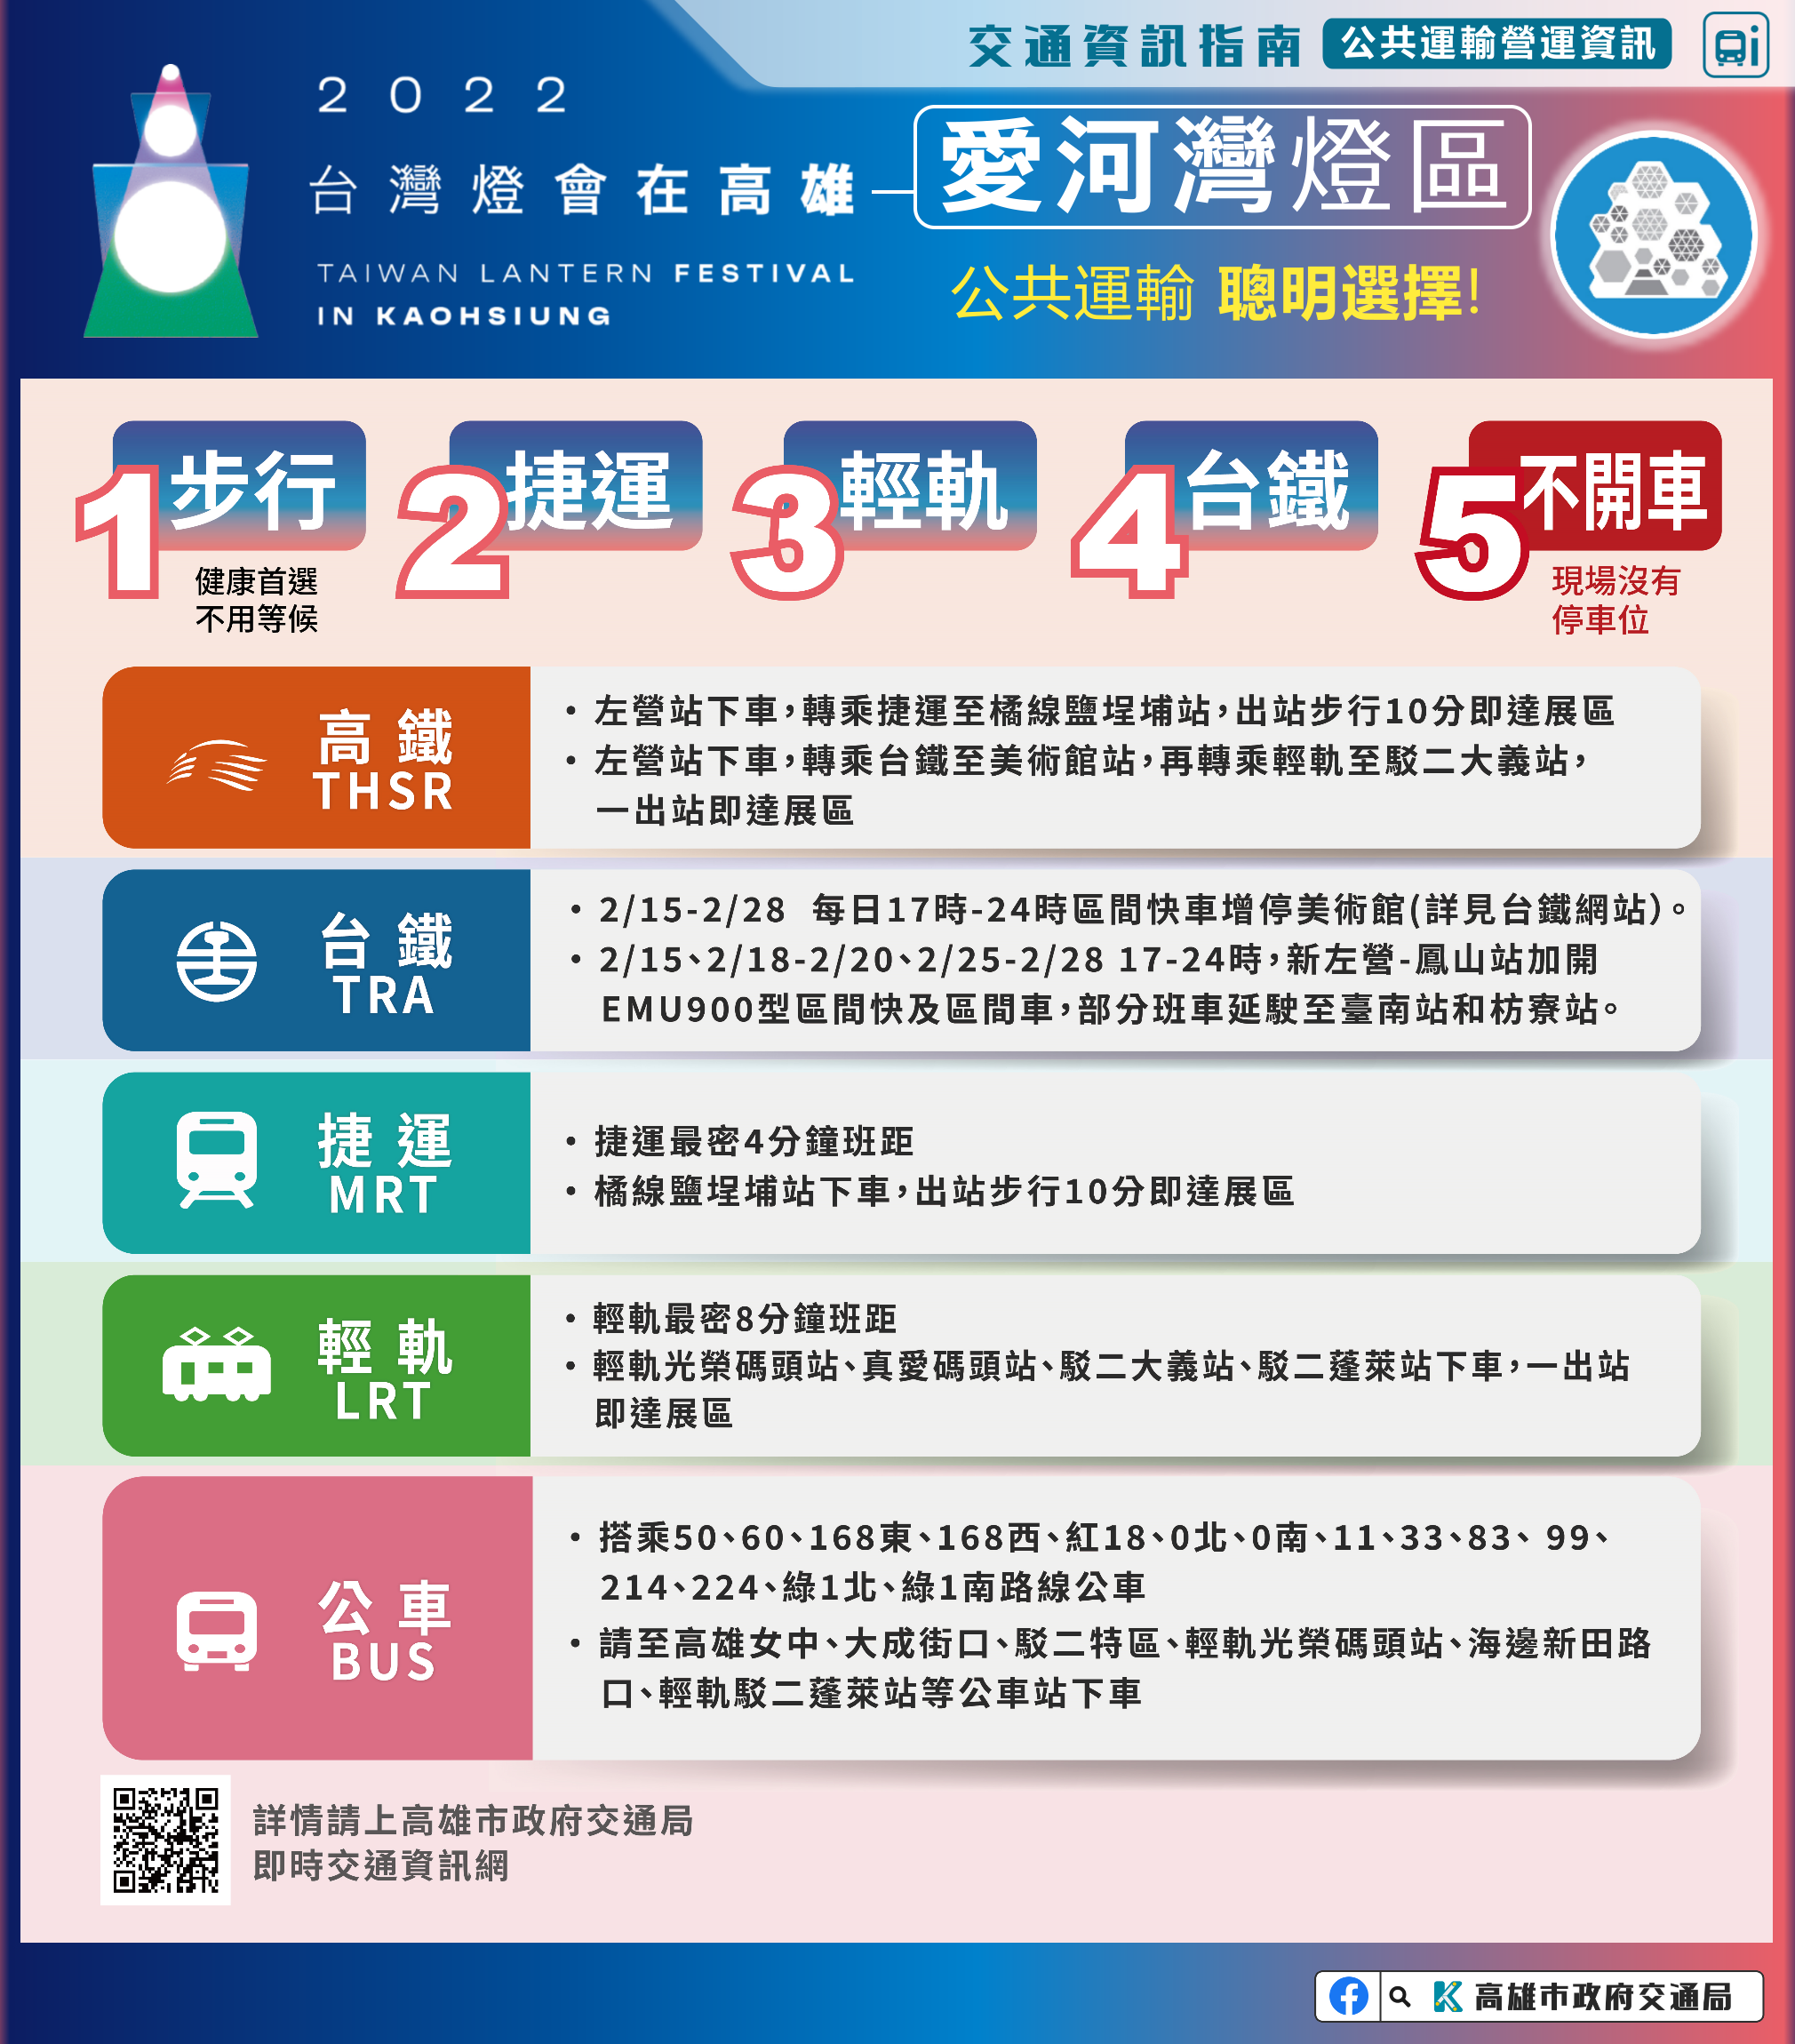 交通資訊指南 公共運輸營運資訊
2022
台灣燈會在高雄
愛河灣燈區
TAIWAN LANTERN FESTIVAL
IN KAOHSIUNG
公共運輸 聰明選擇!
1 步行
健康首選
不用等候
2 捷運
3 輕軌
4 台鐵
5 不開車
現場沒有
停車位
高鐵
THSR
・左營站下車，轉乘捷運至橘線鹽埕埔站，出站步行10分即達展區
・左營站下車，轉乘台鐵至美術館站，再轉乘輕軌至駁二大義站，
一出站即達展區
台鐵
TRA
・2/15-2/28 每日17時-24時區間快車增停美術館(詳見台鐵網站)。
・2/15、2/18-2/20、2/25-2/28 17-24時，新左營-鳳山站加開
EMU900型區間快及區間車，部分班車延駛至臺南站和枋寮站。
捷運
MRT
・捷運最密4分鐘班距
・橘線鹽埕埔站下車，出站步行10分即達展區
輕軌
LRT
・輕軌最密8分鐘班距
・輕軌光榮碼頭站、真愛碼頭站、駁二大義站、駁二蓬萊站下車，一出站
即達展區
公車
BUS
・搭乘50、60、168東、168西、紅18、0北、0南、11、33、83、99、
214、224、綠1北、綠1南路線公車
・請至高雄女中、大成街口、駁二特區、輕軌光榮碼頭站、海邊新田路
口、輕軌駁二蓬萊站等公車站下車
詳情請上高雄市政府交通局
即時交通資訊網
高雄市政府交通局